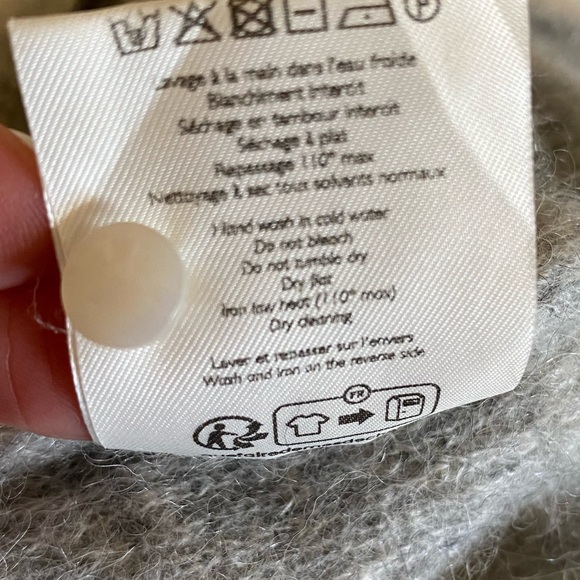 P
Lavage à la main dans l'eau froide
Blanchiment interdit
Séchage en tambour interdit
Séchage à plat
Repassage 110° max
Nettoyage à sec tous solvants normaux
Hand wash in cold water
Do not bleach
Do not tumble dry
Dry flat
Iron low heat (110° max)
Dry cleaning
Laver et repasser sur l'envers
Wash and iron on the reverse side
FR